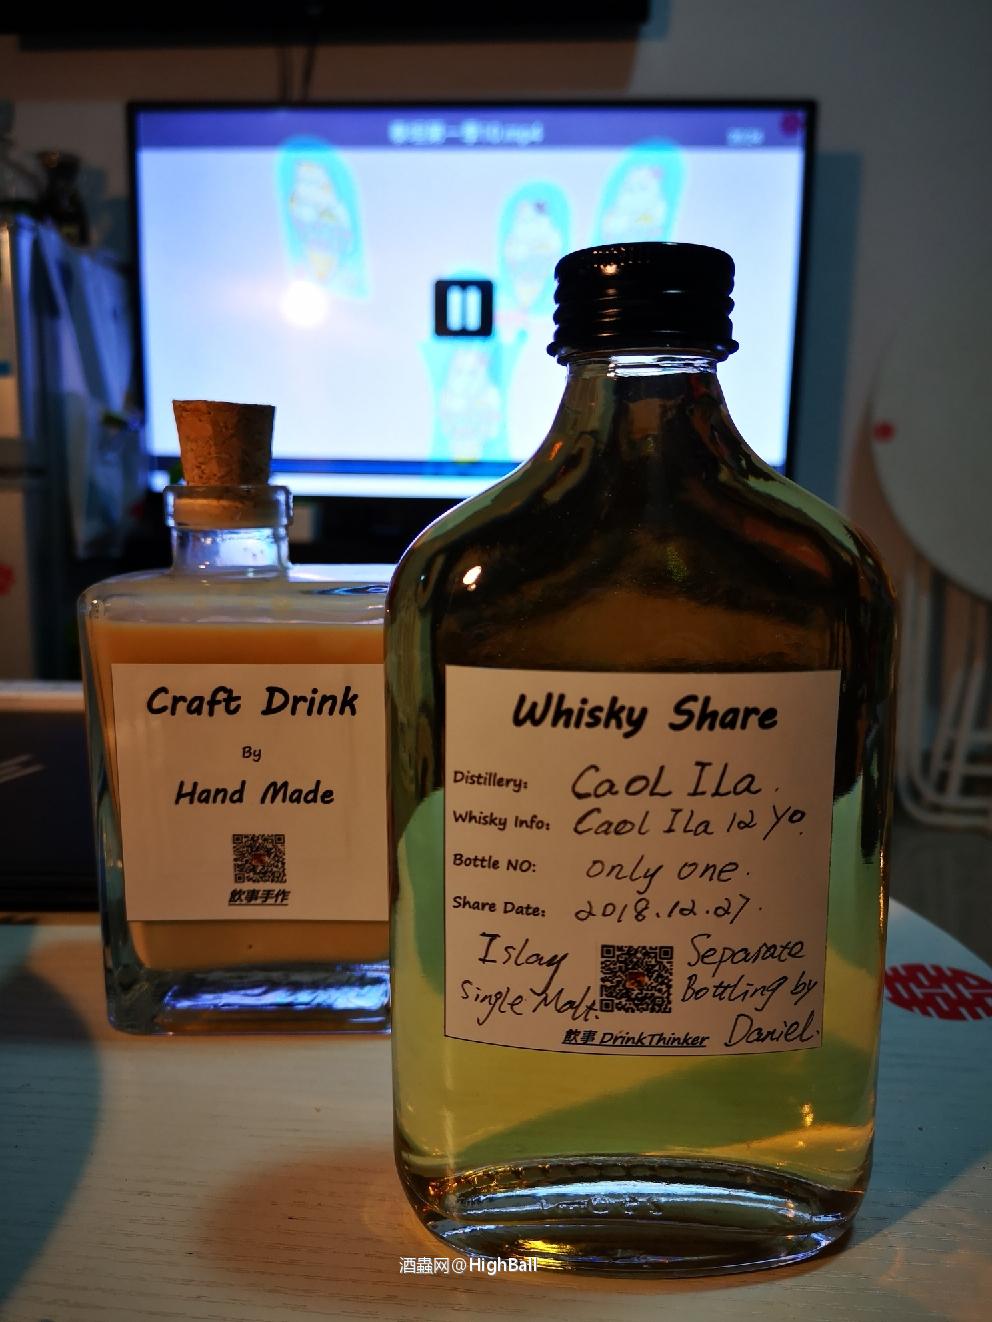 Craft Drink
By
Hand Made
飲事手作
Whisky Share
Distillery: Caol Ila.
Whisky Info: Caol Ila 12 Yo.
Bottle NO: only one.
Share Date: 2018.12.27.
Islay
Single Malt.
Separate
Bottling by
Daniel.
飲事 DrinkThinker
酒蟲网@HighBall